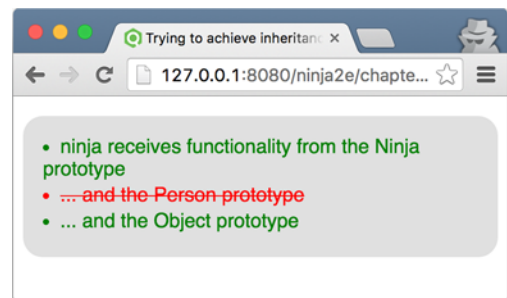 Trying to achieve inheritanc
127.0.0.1:8080/ninja2e/chapte...
• ninja receives functionality from the Ninja
prototype
• ... and the Person prototype
• ... and the Object prototype